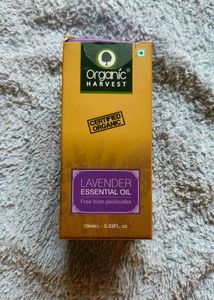 Organic®
HARVEST
CERTIFIED
ORGANIC
LAVENDER
ESSENTIAL OIL
Free from pesticides
10ml℮ - 0.33FL. oz